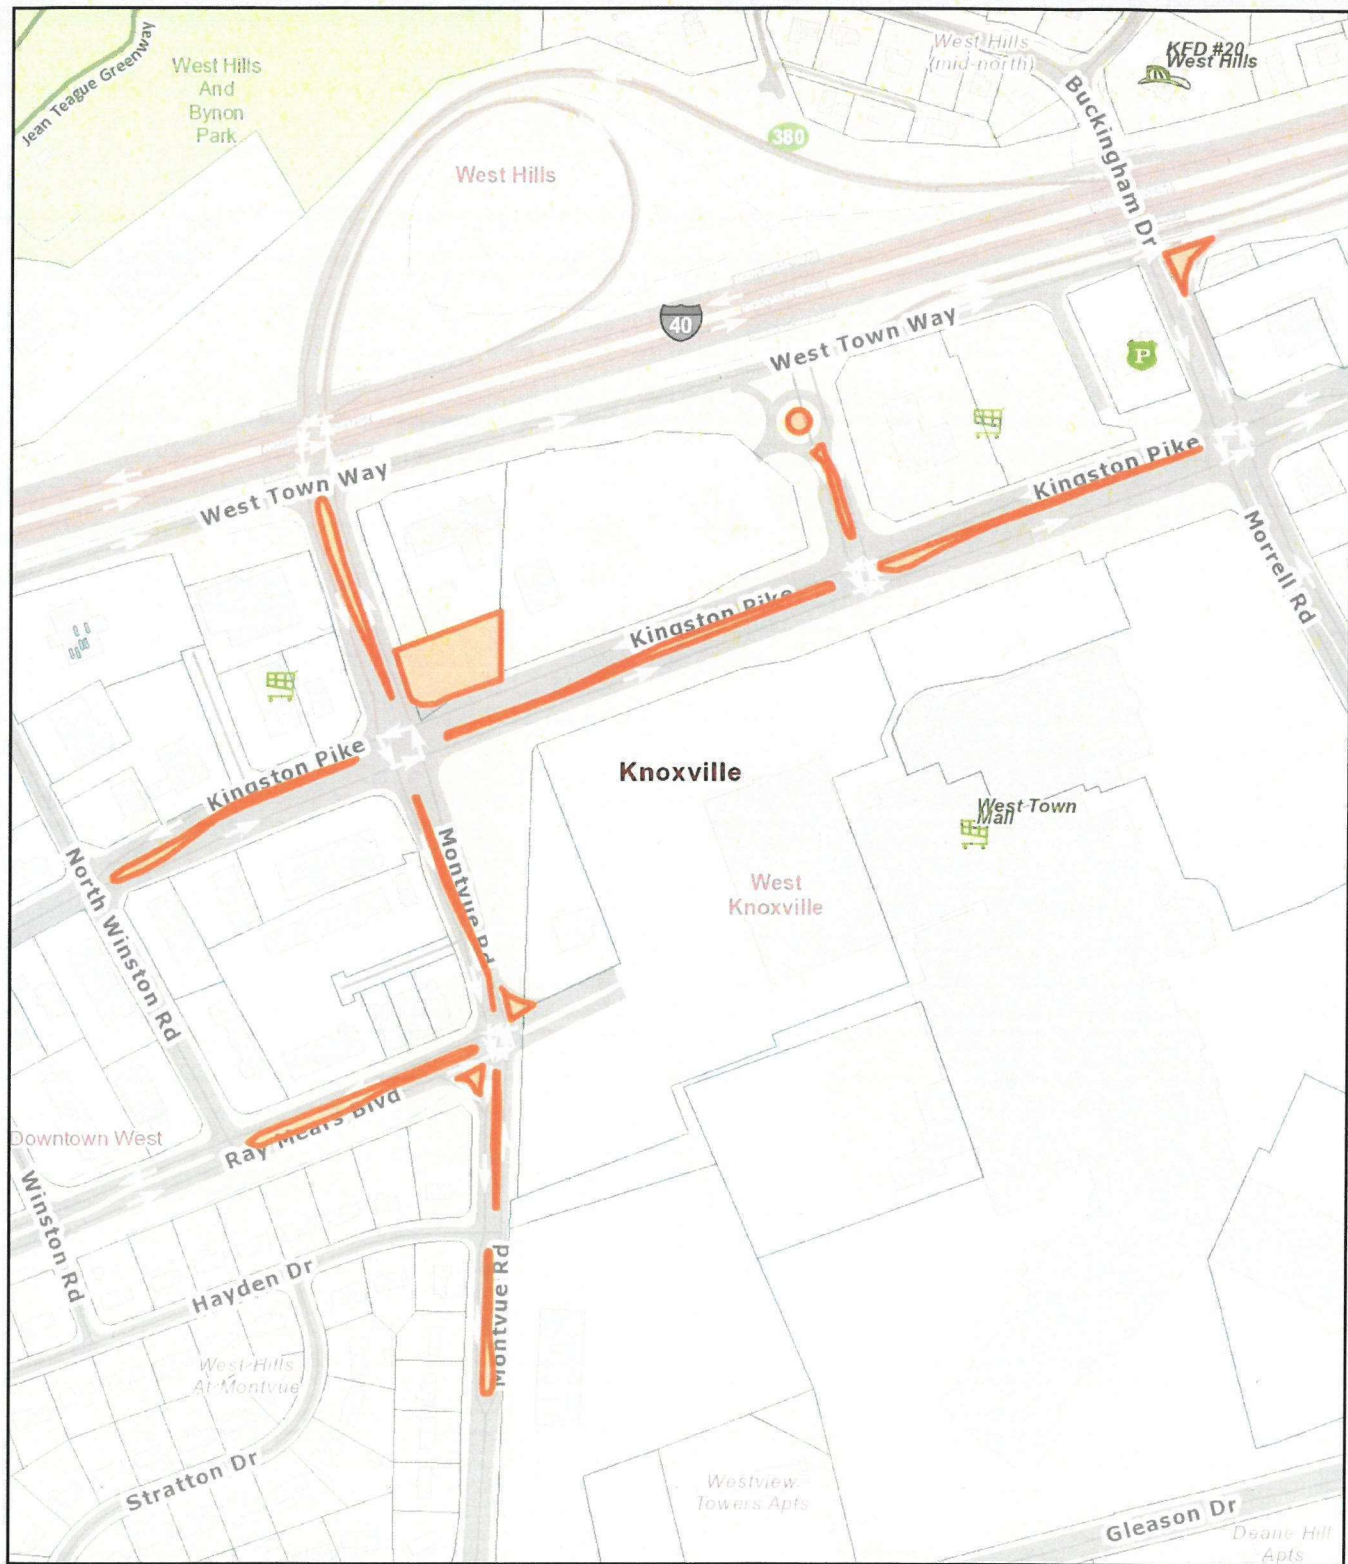 Jean Teague Greenway
West Hills
And
Bynon
Park
West Hills
(mid-north)
KFD #20
West Hills
Buckingham Dr
380
West Hills
40
West Town Way
P
West Town Way
Kingston Pike
Morrell Rd
Kingston Pike
Kingston Pike
Knoxville
West Town
Mall
Montvue Rd
West
Knoxville
North Winston Rd
Downtown West
Ray Mears Blvd
Winston Rd
Hayden Dr
Montvue Rd
West Hills
At Montvue
Stratton Dr
Westview
Towers Apts
Gleason Dr
Deane Hill
Apts